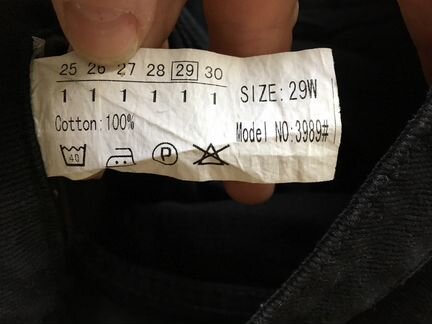 25 26 27 28 29 30
1 1 1 1 1 1
SIZE:29W
Cotton:100%
Model NO:3989#
40
P